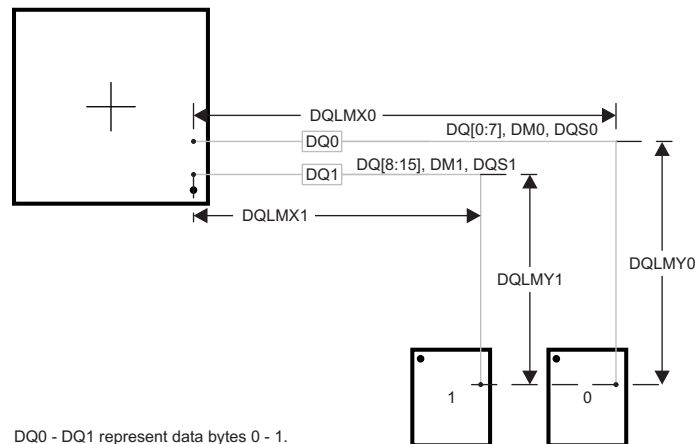 DQLMX0
DQ[0:7], DM0, DQS0
DQ0
DQ[8:15], DM1, DQS1
DQ1
DQLMX1
DQLMY0
DQLMY1
1
0
DQ0 - DQ1 represent data bytes 0 - 1.